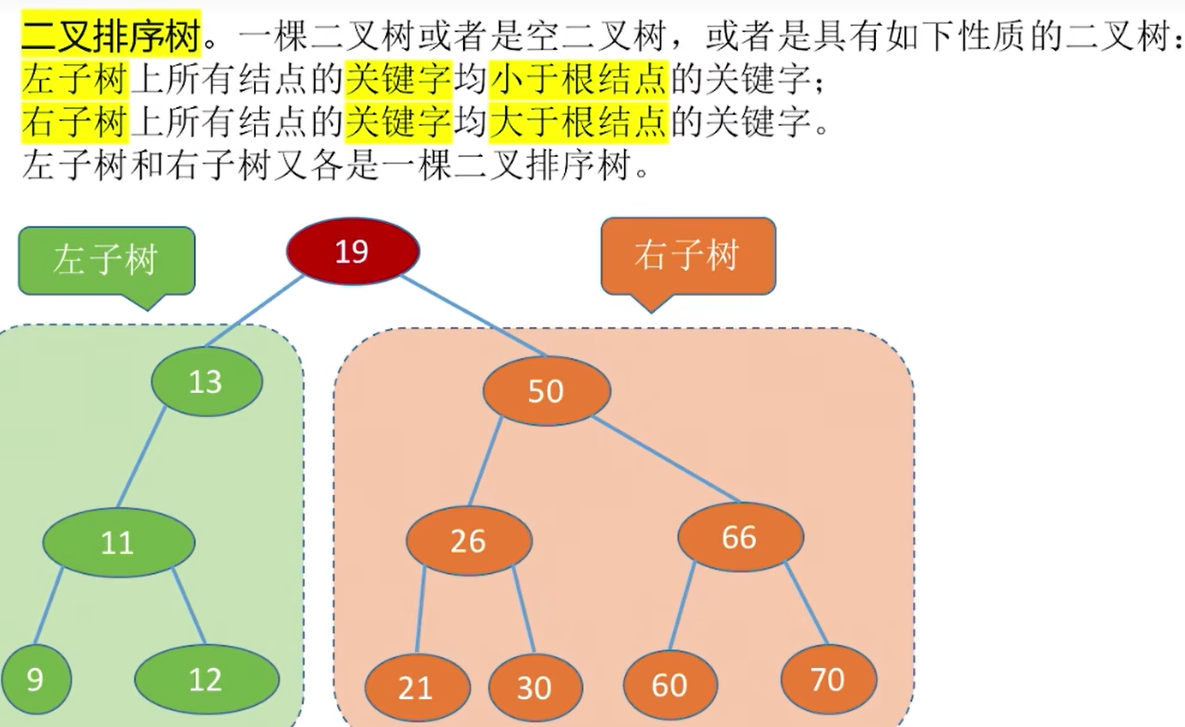 二叉排序树。一棵二叉树或者是空二叉树，或者是具有如下性质的二叉树：
左子树上所有结点的关键字均小于根结点的关键字；
右子树上所有结点的关键字均大于根结点的关键字。
左子树和右子树又各是一棵二叉排序树。
左子树
19
右子树
13
50
11
26
66
9
12
21
30
60
70